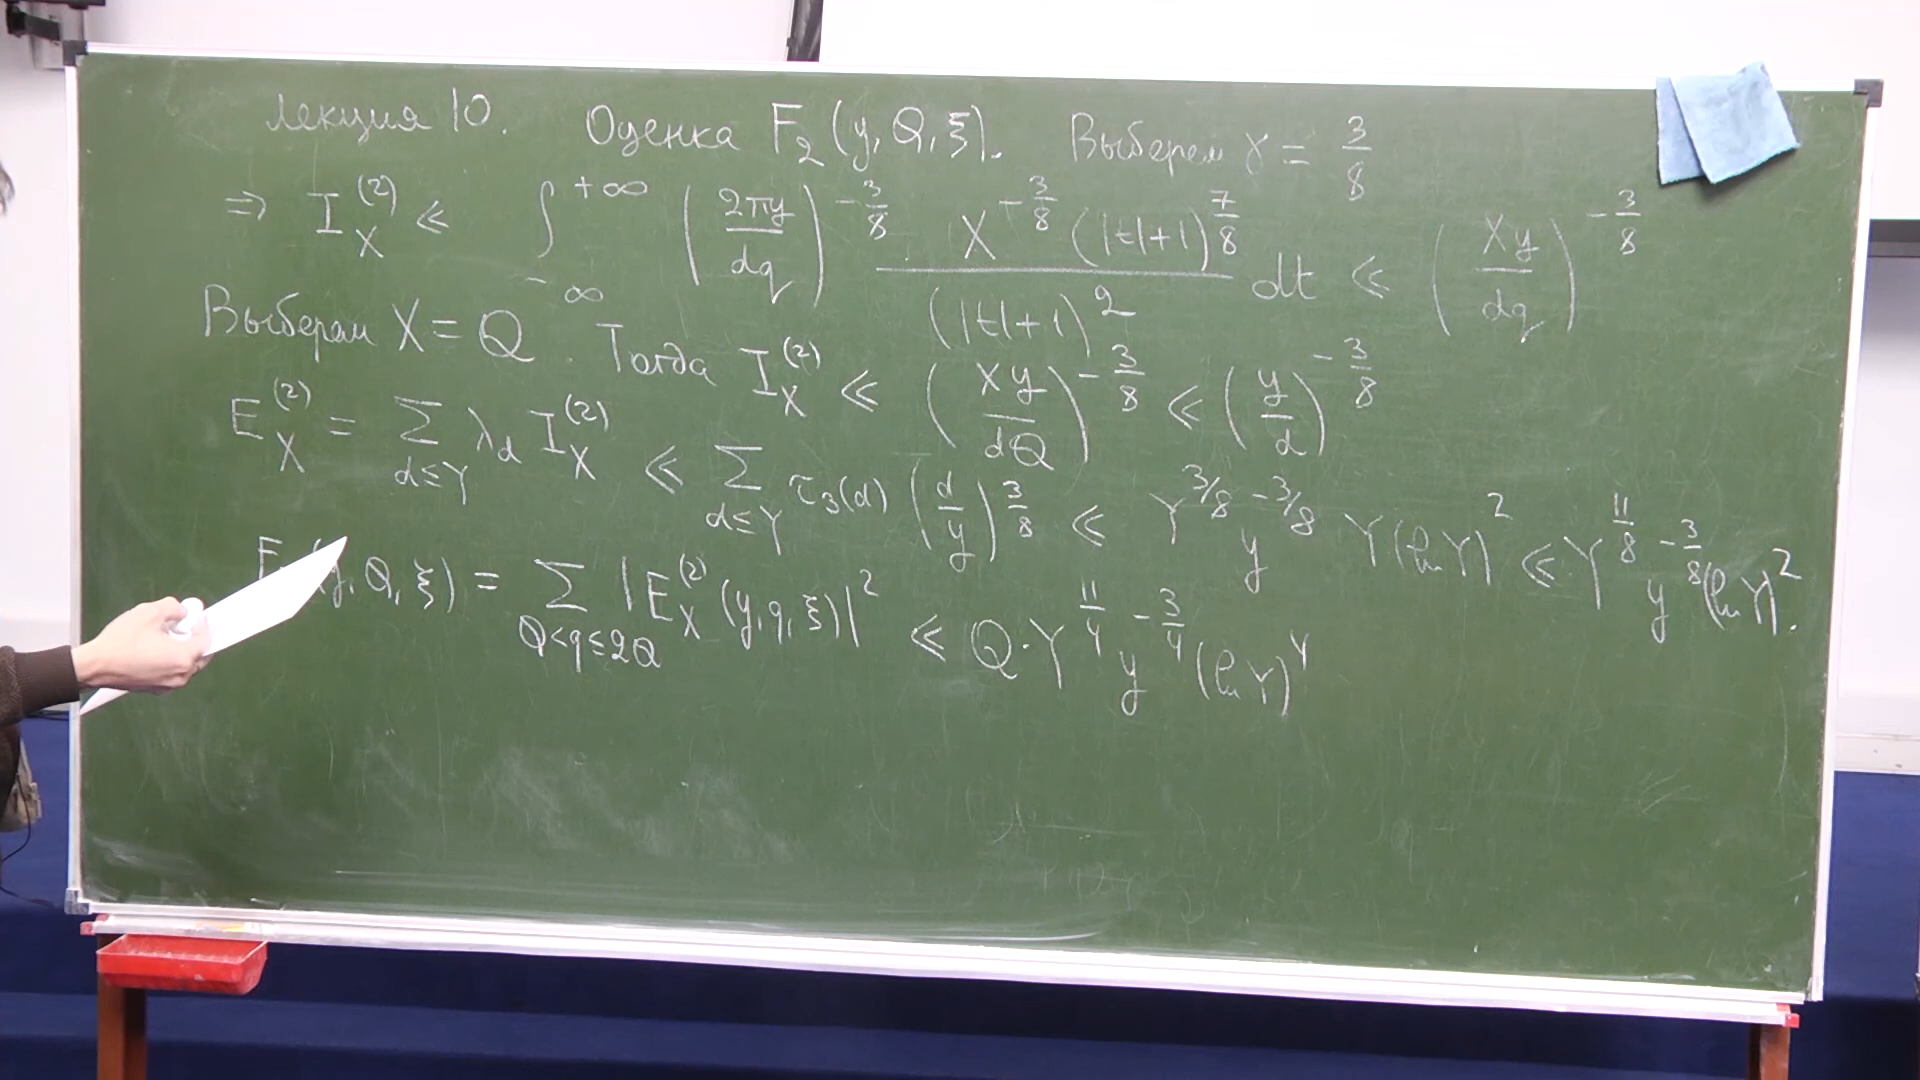 Лекция 10. Оценка F₂(y,Q,ξ). Выберем γ = 3/8
⇒ I_X^(2) ≪ ∫_{-∞}^{+∞} (2πy/dq)^{-3/8} · X^{-3/8} (|t|+1)^{7/8} / (|t|+1)^2 dt ≪ (Xy/dq)^{-3/8}
Выберем X = Q. Тогда I_X^(2) ≪ (Xy/dQ)^{-3/8} ≪ (y/d)^{-3/8}
E_X^(2) = Σ_{d≤Y} λ_d I_X^(2) ≪ Σ_{d≤Y} τ₃(d) (d/y)^{3/8} ≪ Y^{3/8} y^{-3/8} Y(ln Y)^2 ≪ Y^{11/8} y^{-3/8} (ln Y)^2.
F (y,Q,ξ) = Σ_{Q<q≤2Q} |E_X^(2)(y,q,ξ)|^2 ≪ Q·Y^{11/4} y^{-3/4} (ln Y)^4